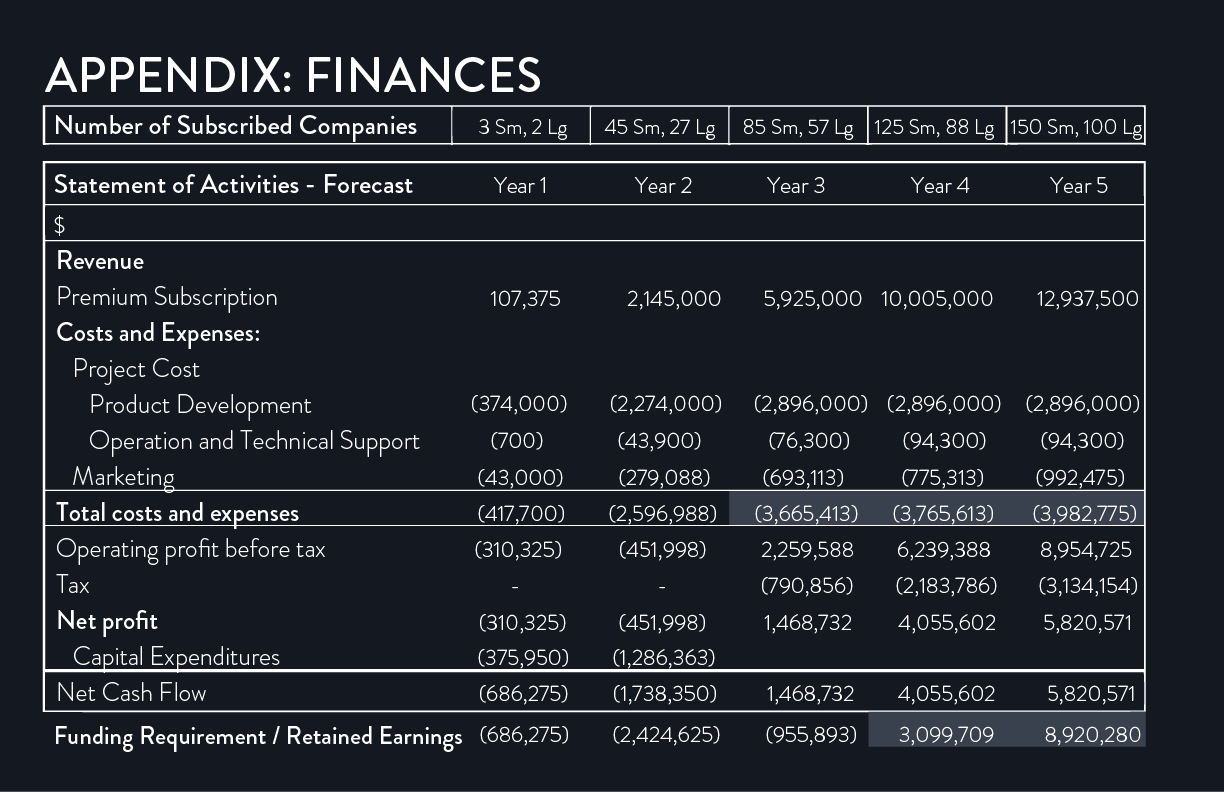 APPENDIX: FINANCES
Number of Subscribed Companies 3 Sm, 2 Lg 45 Sm, 27 Lg 85 Sm, 57 Lg 125 Sm, 88 Lg 150 Sm, 100 Lg
Statement of Activities - Forecast Year 1 Year 2 Year 3 Year 4 Year 5
$
Revenue
Premium Subscription 107,375 2,145,000 5,925,000 10,005,000 12,937,500
Costs and Expenses:
Project Cost
Product Development (374,000) (2,274,000) (2,896,000) (2,896,000) (2,896,000)
Operation and Technical Support (700) (43,900) (76,300) (94,300) (94,300)
Marketing (43,000) (279,088) (693,113) (775,313) (992,475)
Total costs and expenses (417,700) (2,596,988) (3,665,413) (3,765,613) (3,982,775)
Operating profit before tax (310,325) (451,998) 2,259,588 6,239,388 8,954,725
Tax - - (790,856) (2,183,786) (3,134,154)
Net profit (310,325) (451,998) 1,468,732 4,055,602 5,820,571
Capital Expenditures (375,950) (1,286,363)
Net Cash Flow (686,275) (1,738,350) 1,468,732 4,055,602 5,820,571
Funding Requirement / Retained Earnings (686,275) (2,424,625) (955,893) 3,099,709 8,920,280